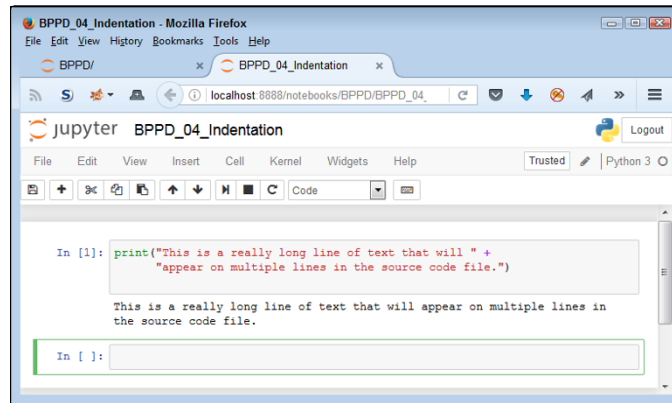 BPPD_04_Indentation - Mozilla Firefox
File Edit View History Bookmarks Tools Help
BPPD/ × BPPD_04_Indentation ×
localhost:8888/notebooks/BPPD/BPPD_04_
jupyter BPPD_04_Indentation Logout
File Edit View Insert Cell Kernel Widgets Help Trusted Python 3
Code
In [1]: print("This is a really long line of text that will " +
"appear on multiple lines in the source code file.")
This is a really long line of text that will appear on multiple lines in
the source code file.
In [ ]: